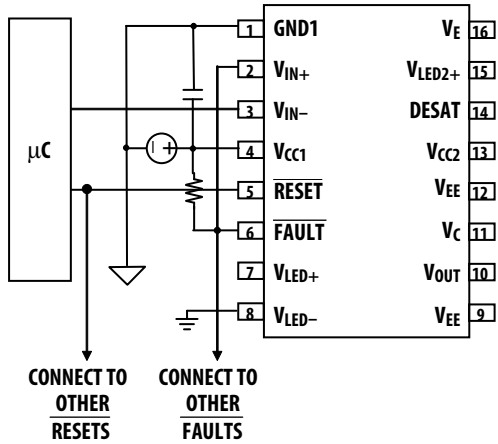 μC
1 GND1
2 VIN+
3 VIN−
4 VCC1
5 RESET
6 FAULT
7 VLED+
8 VLED−
VE 16
VLED2+ 15
DESAT 14
VCC2 13
VEE 12
VC 11
VOUT 10
VEE 9
− +
CONNECT TO
OTHER
RESETS
CONNECT TO
OTHER
FAULTS